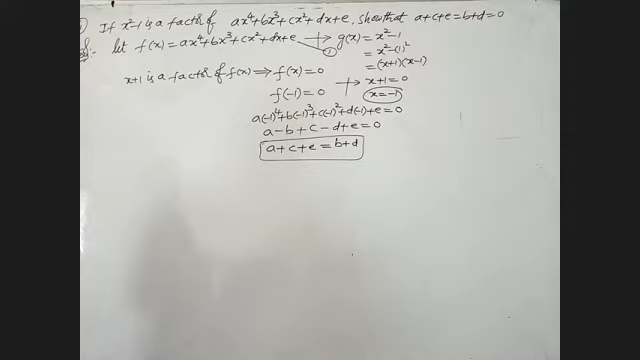 If x²-1 is a factor of ax⁴+bx³+cx²+dx+e, show that a+c+e=b+d=0
let f(x)=ax⁴+bx³+cx²+dx+e
①
g(x)=x²-1
=x²-(1)²
=(x+1)(x-1)
x+1 is a factor of f(x) ⟹ f(x)=0
x+1=0
f(-1)=0
x=-1
a(-1)⁴+b(-1)³+c(-1)²+d(-1)+e=0
a-b+c-d+e=0
a+c+e=b+d